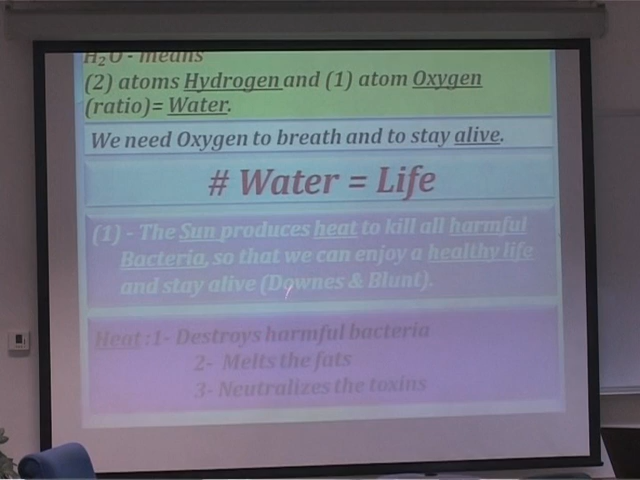 H₂O - means
(2) atoms Hydrogen and (1) atom Oxygen
(ratio)= Water.
We need Oxygen to breath and to stay alive.
# Water = Life
(1) - The Sun produces heat to kill all harmful
Bacteria, so that we can enjoy a healthy life
and stay alive (Downes & Blunt).
Heat :1- Destroys harmful bacteria
2- Melts the fats
3- Neutralizes the toxins